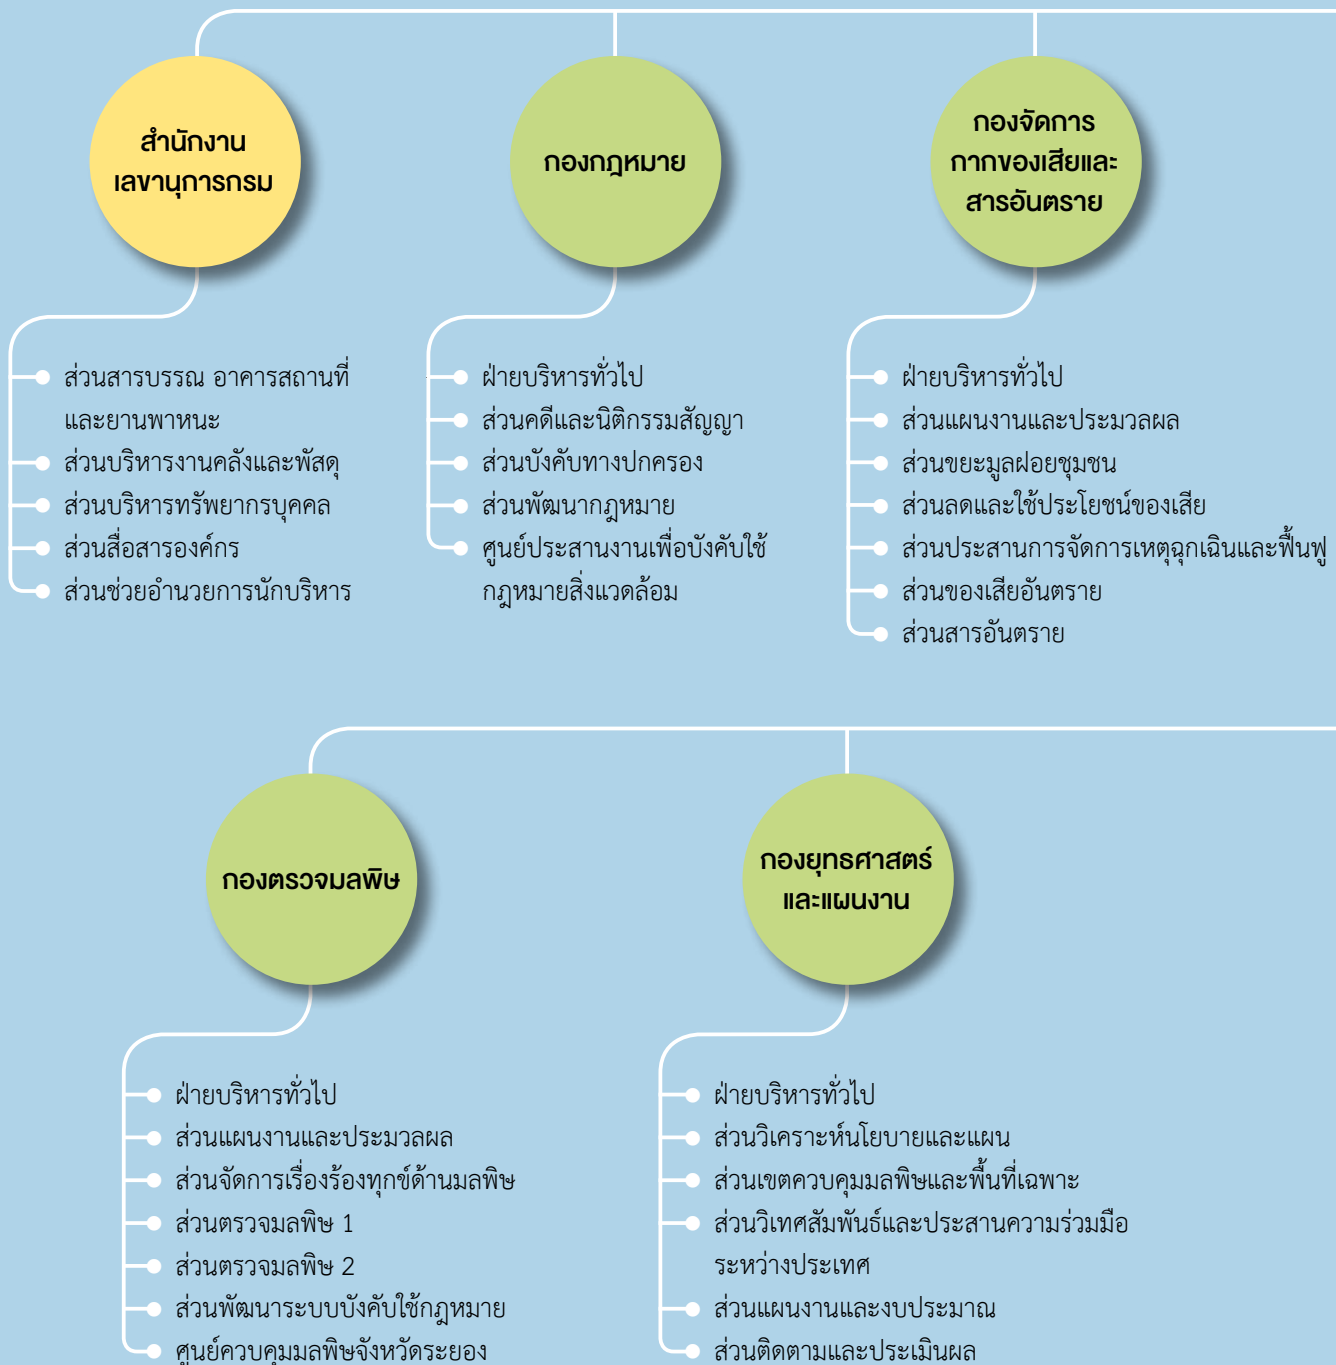 สำนักงาน
เลขานุการกรม
ส่วนสารบรรณ อาคารสถานที่
และยานพาหนะ
ส่วนบริหารงานคลังและพัสดุ
ส่วนบริหารทรัพยากรบุคคล
ส่วนสื่อสารองค์กร
ส่วนช่วยอำนวยการนักบริหาร
กองกฎหมาย
ฝ่ายบริหารทั่วไป
ส่วนคดีและนิติกรรมสัญญา
ส่วนบังคับทางปกครอง
ส่วนพัฒนากฎหมาย
ศูนย์ประสานงานเพื่อบังคับใช้
กฎหมายสิ่งแวดล้อม
กองจัดการ
กากของเสียและ
สารอันตราย
ฝ่ายบริหารทั่วไป
ส่วนแผนงานและประมวลผล
ส่วนขยะมูลฝอยชุมชน
ส่วนลดและใช้ประโยชน์ของเสีย
ส่วนประสานการจัดการเหตุฉุกเฉินและฟื้นฟู
ส่วนของเสียอันตราย
ส่วนสารอันตราย
กองตรวจมลพิษ
ฝ่ายบริหารทั่วไป
ส่วนแผนงานและประมวลผล
ส่วนจัดการเรื่องร้องทุกข์ด้านมลพิษ
ส่วนตรวจมลพิษ 1
ส่วนตรวจมลพิษ 2
ส่วนพัฒนาระบบบังคับใช้กฎหมาย
ศูนย์ควบคุมมลพิษจังหวัดระยอง
กองยุทธศาสตร์
และแผนงาน
ฝ่ายบริหารทั่วไป
ส่วนวิเคราะห์นโยบายและแผน
ส่วนเขตควบคุมมลพิษและพื้นที่เฉพาะ
ส่วนวิเทศสัมพันธ์และประสานความร่วมมือ
ระหว่างประเทศ
ส่วนแผนงานและงบประมาณ
ส่วนติดตามและประเมินผล